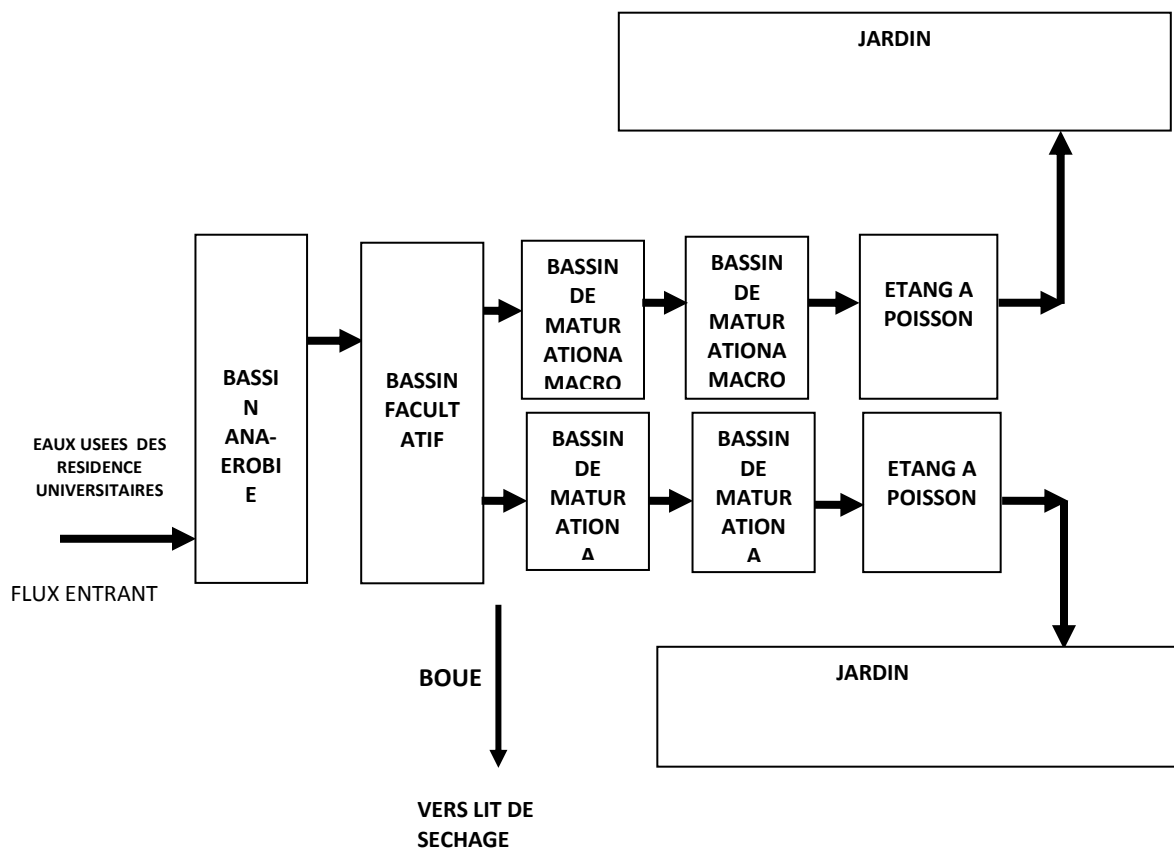 JARDIN
EAUX USEES DES
RESIDENCE
UNIVERSITAIRES
FLUX ENTRANT
BASSI
N
ANA-
EROBI
E
BASSIN
FACULT
ATIF
BASSIN
DE
MATUR
ATIONA
MACRO
BASSIN
DE
MATUR
ATIONA
MACRO
ETANG A
POISSON
BASSIN
DE
MATUR
ATION
A
BASSIN
DE
MATUR
ATION
A
ETANG A
POISSON
BOUE
VERS LIT DE
SECHAGE
JARDIN